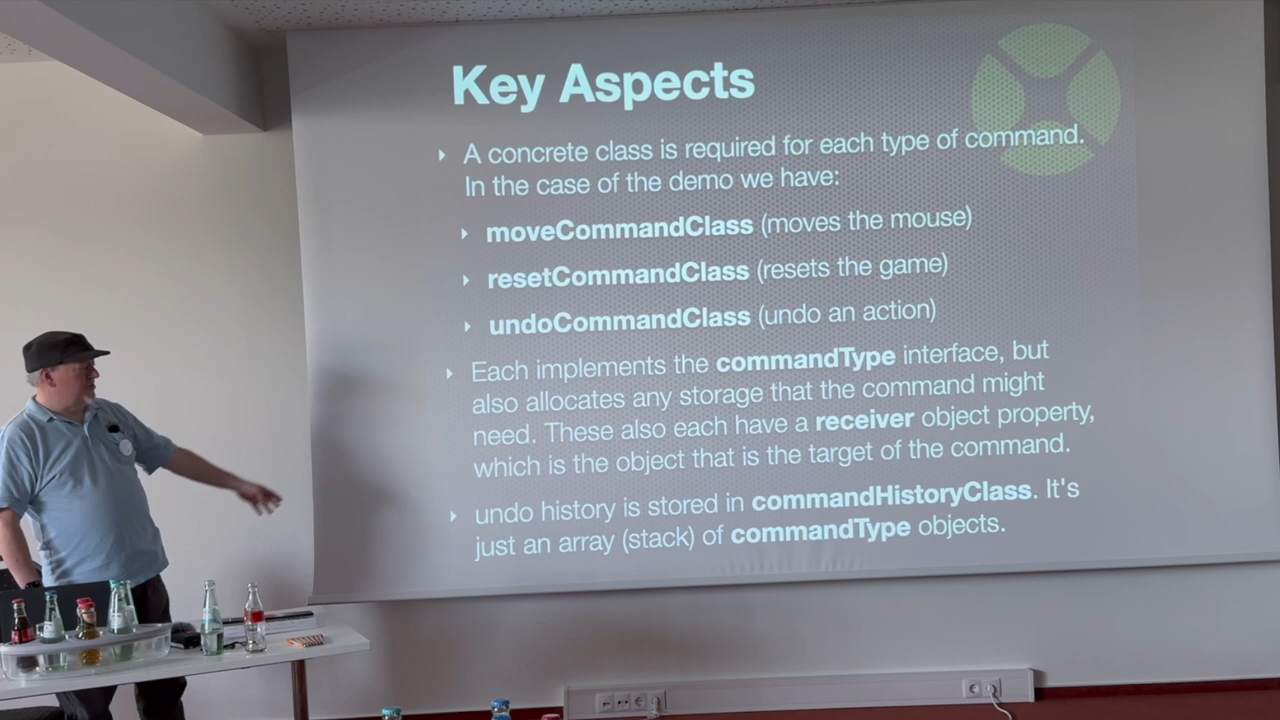 Key Aspects
A concrete class is required for each type of command.
In the case of the demo we have:
moveCommandClass (moves the mouse)
resetCommandClass (resets the game)
undoCommandClass (undo an action)
Each implements the commandType interface, but
also allocates any storage that the command might
need. These also each have a receiver object property,
which is the object that is the target of the command.
undo history is stored in commandHistoryClass. It's
just an array (stack) of commandType objects.